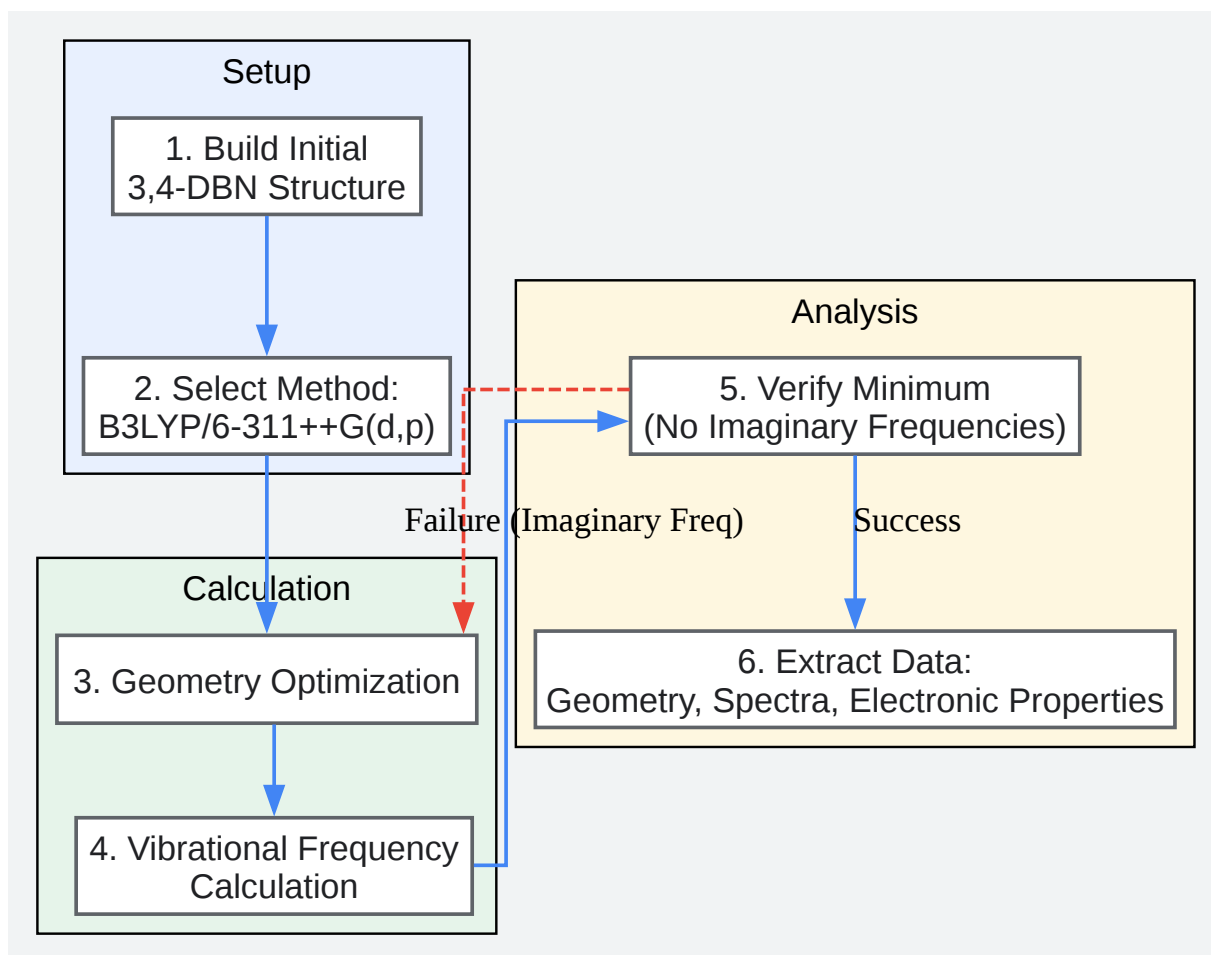 Setup
1. Build Initial
3,4-DBN Structure
2. Select Method:
B3LYP/6-311++G(d,p)
Calculation
3. Geometry Optimization
4. Vibrational Frequency
Calculation
Analysis
5. Verify Minimum
(No Imaginary Frequencies)
Failure (Imaginary Freq)
Success
6. Extract Data:
Geometry, Spectra, Electronic Properties